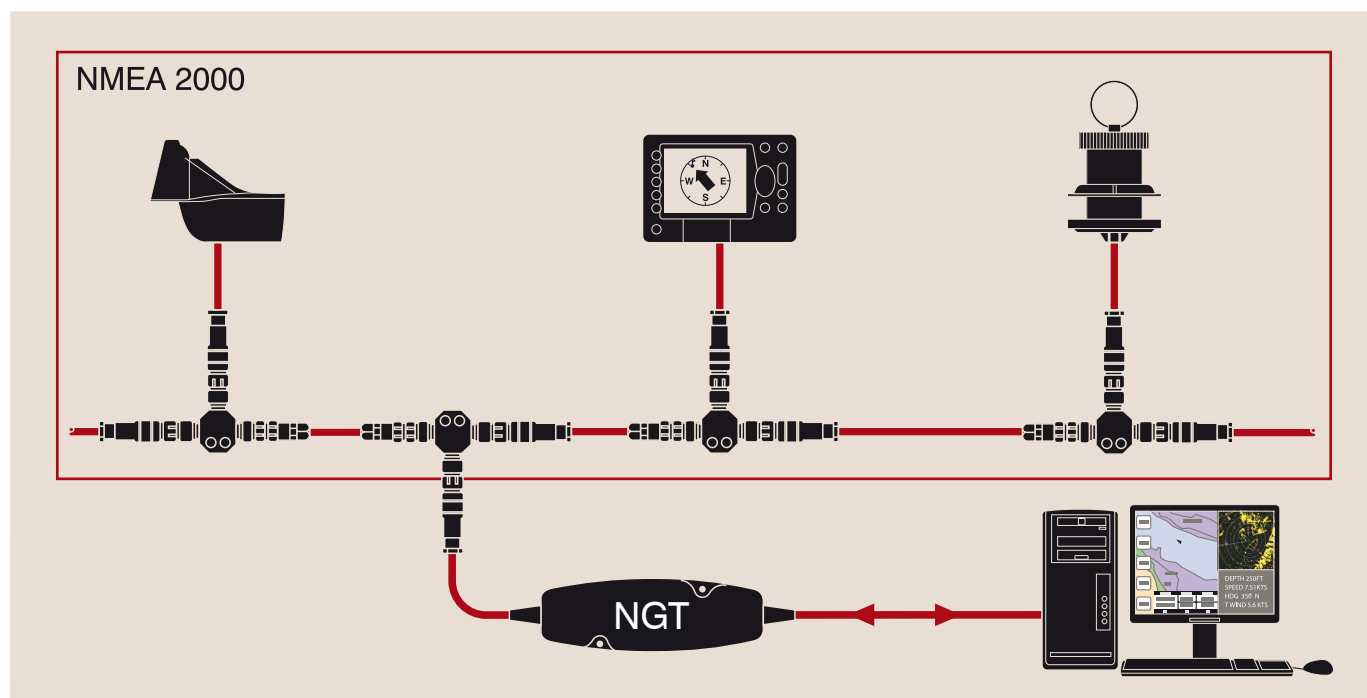 NMEA 2000
N
W E
S
DEPTH 250FT
SPEED 7.51KTS
HDG 350 N
T WIND 5.6 KTS
NGT